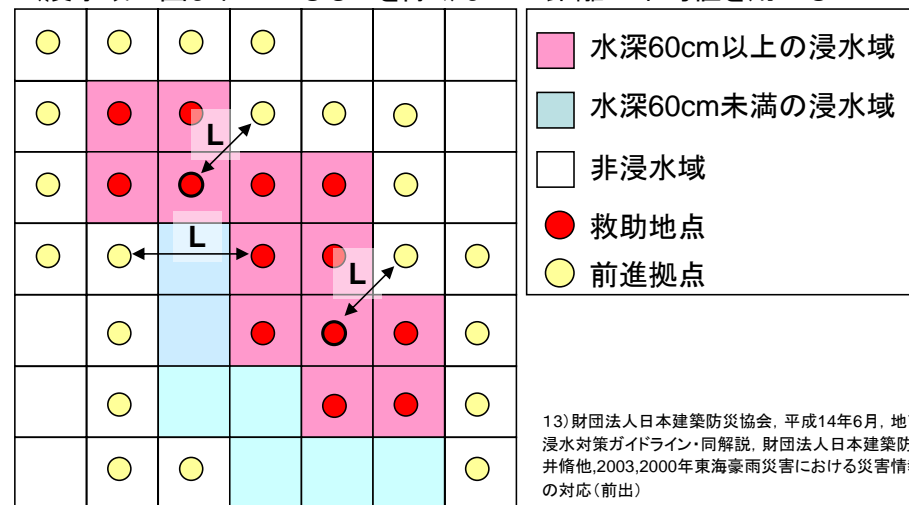 L
L
L
水深60cm以上の浸水域
水深60cm未満の浸水域
非浸水域
救助地点
前進拠点
13)財団法人日本建築防災協会, 平成14年6月, 地
浸水対策ガイドライン・同解説, 財団法人日本建築防
井脩他,2003,2000年東海豪雨災害における災害情
の対応(前出)